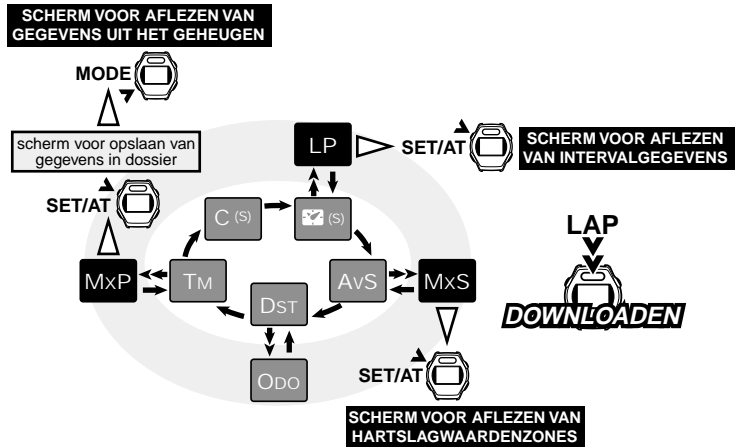 SCHERM VOOR AFLEZEN VAN
GEGEVENS UIT HET GEHEUGEN
MODE
scherm voor opslaan van
gegevens in dossier
SET/AT
LP
SET/AT
SCHERM VOOR AFLEZEN
VAN INTERVALGEGEVENS
C (S)
(S)
LAP
MXP
TM
AVS
MXS
DST
DOWNLOADEN
ODO
SET/AT
SCHERM VOOR AFLEZEN VAN
HARTSLAGWAARDENZONES